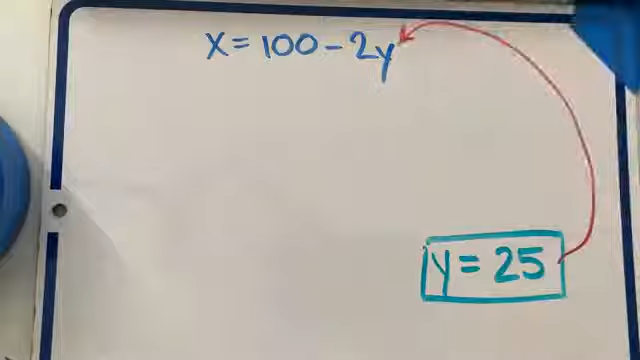 x = 100 - 2y
y = 25